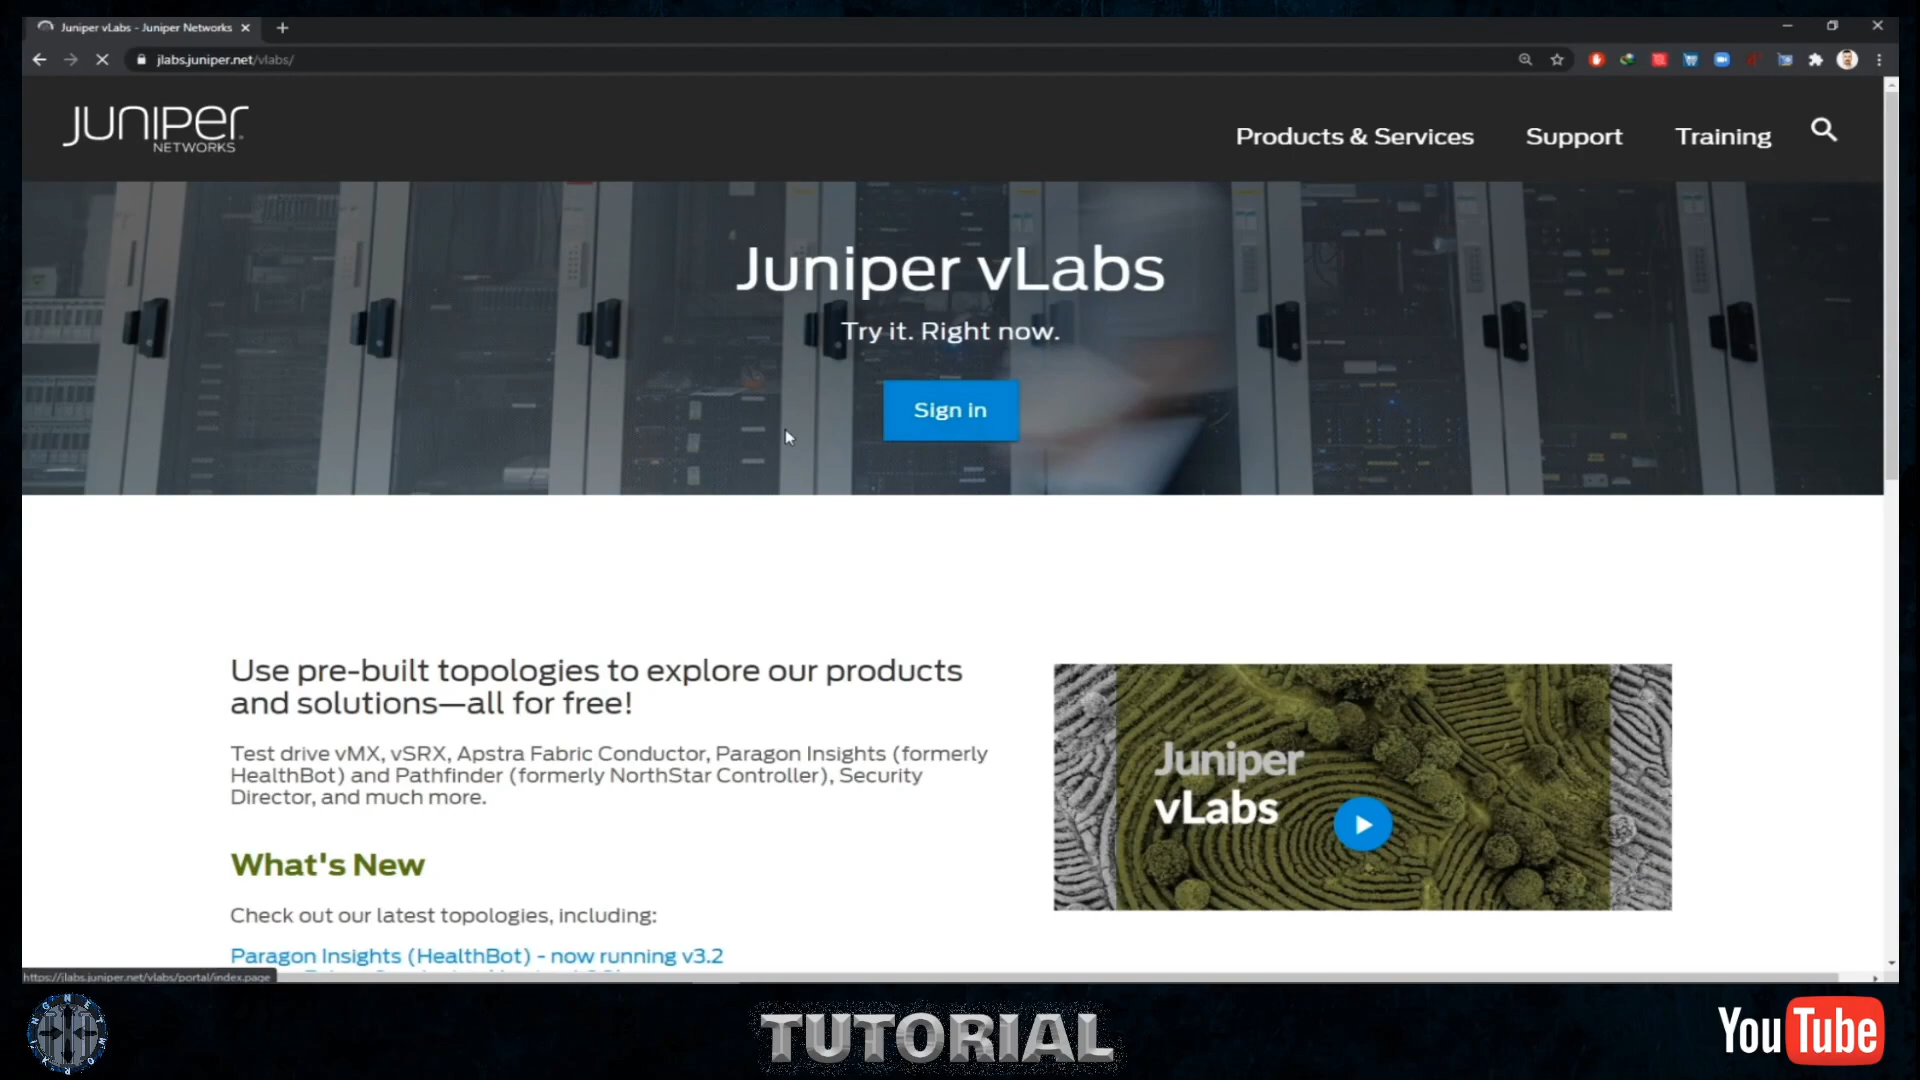 Juniper vLabs - Juniper Networks
jlabs.juniper.net/vlabs/
JUNIPER
NETWORKS
Products & Services
Support
Training
Juniper vLabs
Try it. Right now.
Sign in
Use pre-built topologies to explore our products
and solutions—all for free!
Test drive vMX, vSRX, Apstra Fabric Conductor, Paragon Insights (formerly
HealthBot) and Pathfinder (formerly NorthStar Controller), Security
Director, and much more.
Juniper
vLabs
What's New
Check out our latest topologies, including:
Paragon Insights (HealthBot) - now running v3.2
https://jlabs.juniper.net/vlabs/portal/index.page
TUTORIAL
YouTube